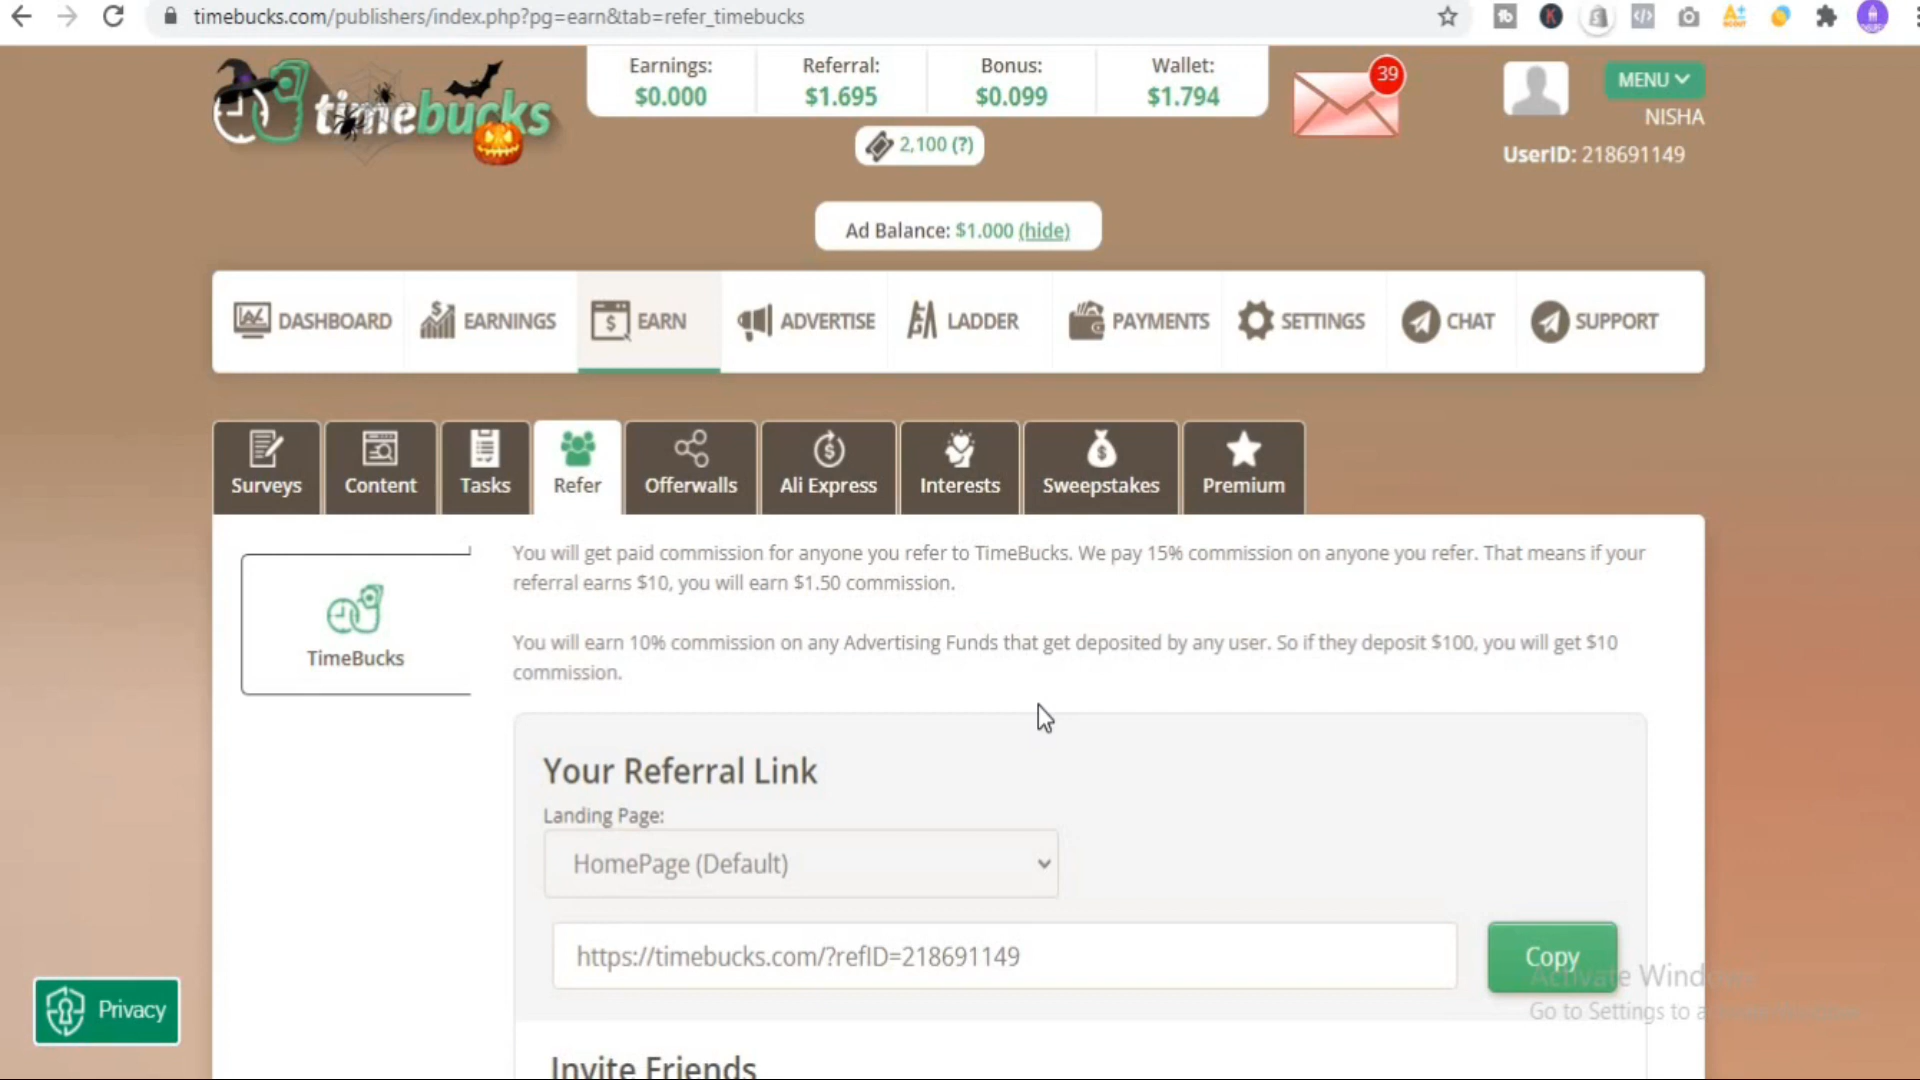 timebucks.com/publishers/index.php?pg=earn&tab=refer_timebucks
timebucks
Earnings: Referral: Bonus: Wallet:
$0.000 $1.695 $0.099 $1.794
39
MENU
NISHA
2,100 (?)
UserID: 218691149
Ad Balance: $1.000 (hide)
DASHBOARD EARNINGS EARN ADVERTISE LADDER PAYMENTS SETTINGS CHAT SUPPORT
Surveys Content Tasks Refer Offerwalls Ali Express Interests Sweepstakes Premium
You will get paid commission for anyone you refer to TimeBucks. We pay 15% commission on anyone you refer. That means if your
referral earns $10, you will earn $1.50 commission.
TimeBucks
You will earn 10% commission on any Advertising Funds that get deposited by any user. So if they deposit $100, you will get $10
commission.
Your Referral Link
Landing Page:
HomePage (Default)
https://timebucks.com/?refID=218691149
Copy
Activate Windows
Go to Settings to a
Privacy
Invite Friends